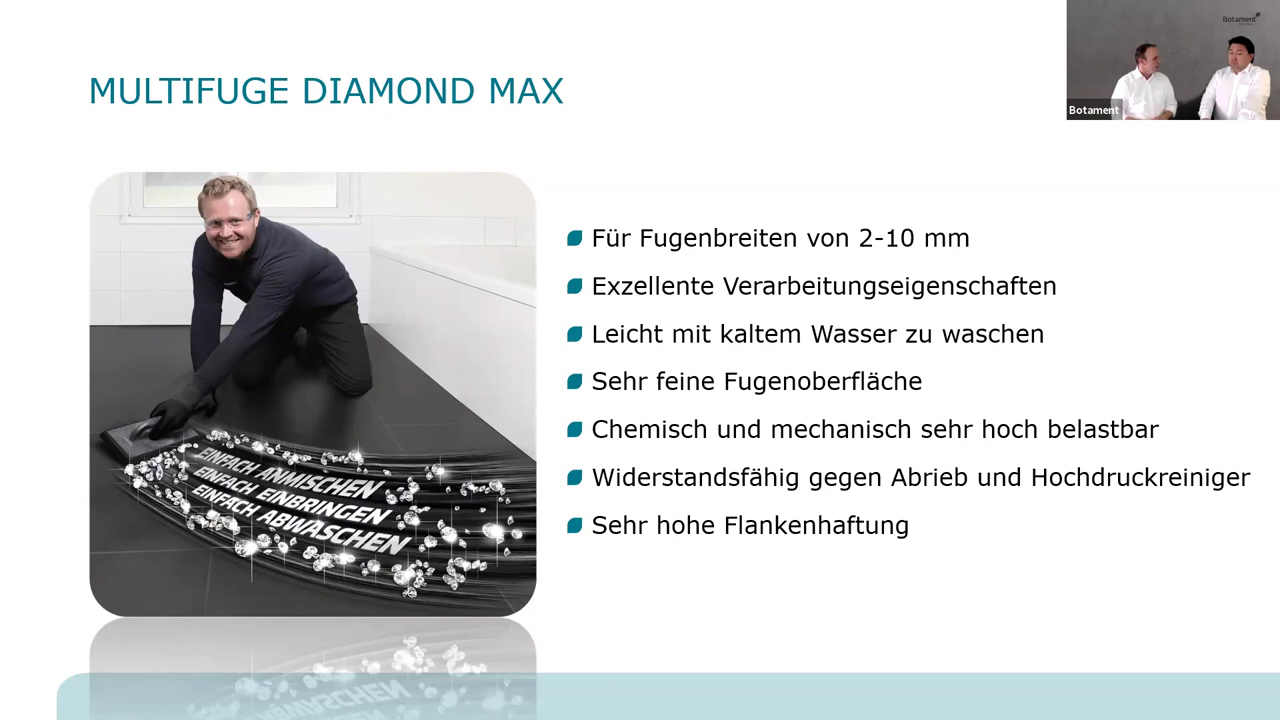 MULTIFUGE DIAMOND MAX
Botament
Botament
Für Fugenbreiten von 2-10 mm
Exzellente Verarbeitungseigenschaften
Leicht mit kaltem Wasser zu waschen
Sehr feine Fugenoberfläche
Chemisch und mechanisch sehr hoch belastbar
Widerstandsfähig gegen Abrieb und Hochdruckreiniger
Sehr hohe Flankenhaftung
EINFACH ANMISCHEN
EINFACH EINBRINGEN
EINFACH ABWASCHEN